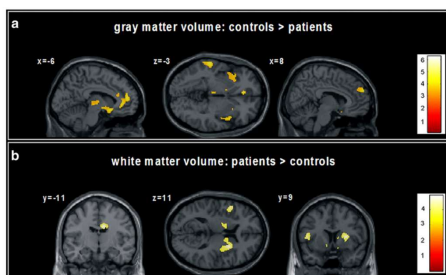 a
gray matter volume: controls > patients
x=-6
z=-3
x=8
6
5
4
3
2
1
b
white matter volume: patients > controls
y=-11
z=11
y=9
4
3
2
1